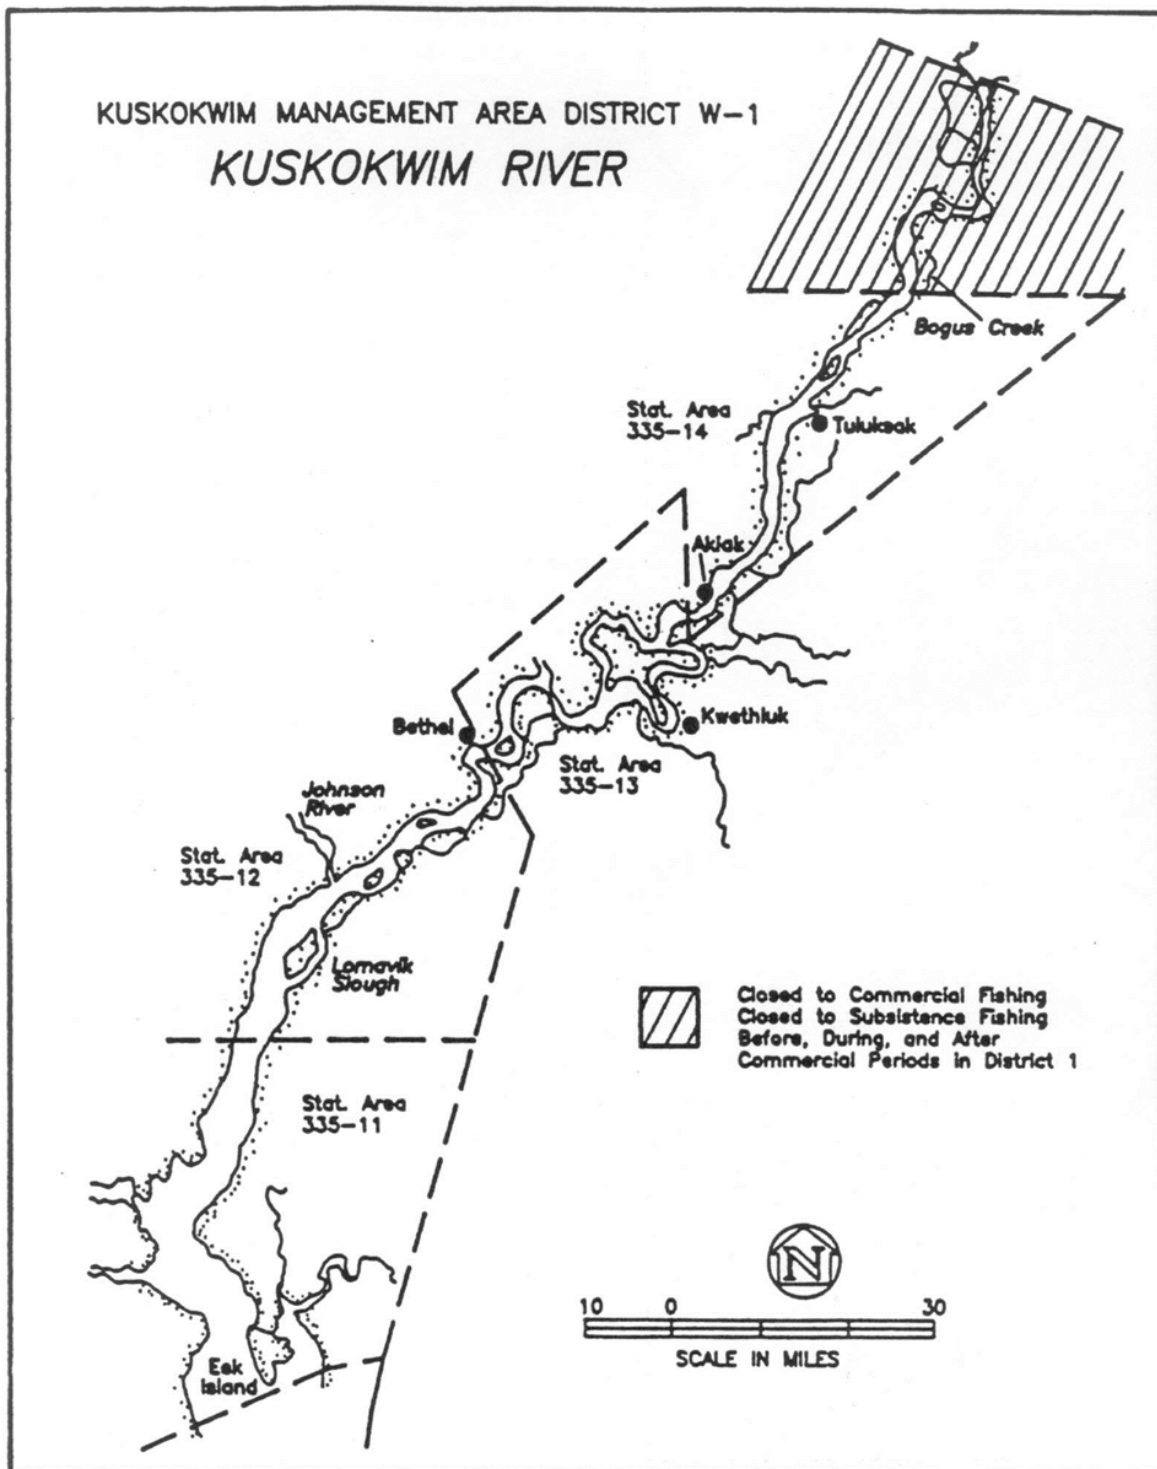 KUSKOKWIM MANAGEMENT AREA DISTRICT W-1
KUSKOKWIM RIVER
Bogus Creek
Stat. Area
335-14
Tuluksak
Akiak
Bethel
Kwethluk
Stat. Area
335-13
Johnson
River
Stat. Area
335-12
Lomavik
Slough
Closed to Commercial Fishing
Closed to Subsistence Fishing
Before, During, and After
Commercial Periods in District 1
Stat. Area
335-11
N
10 0 30
SCALE IN MILES
Eek
Island